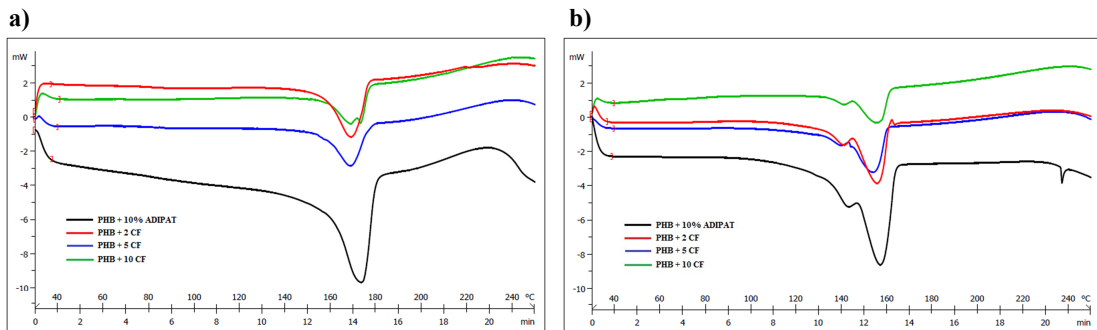 a)
mW
2
0
-2
-4
-6
-8
-10
PHB + 10% ADIPAT
PHB + 2 CF
PHB + 5 CF
PHB + 10 CF
40 60 80 100 120 140 160 180 200 220 240 ºC
0 2 4 6 8 10 12 14 16 18 20 min
b)
mW
2
0
-2
-4
-6
-8
-10
PHB + 10% ADIPAT
PHB + 2 CF
PHB + 5 CF
PHB + 10 CF
40 60 80 100 120 140 160 180 200 220 240 ºC
0 2 4 6 8 10 12 14 16 18 20 min